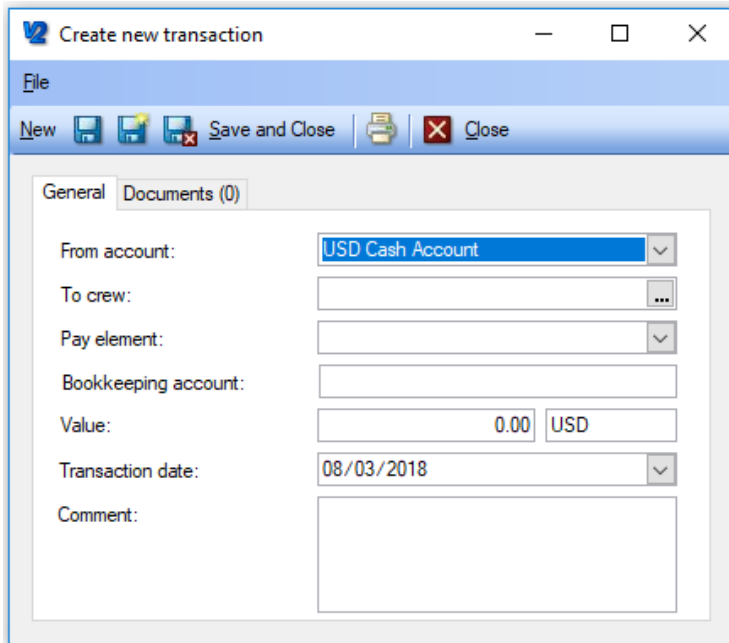 V2 Create new transaction
File
New Save and Close Close
General Documents (0)
From account: USD Cash Account
To crew: ...
Pay element:
Bookkeeping account:
Value: 0.00 USD
Transaction date: 08/03/2018
Comment: